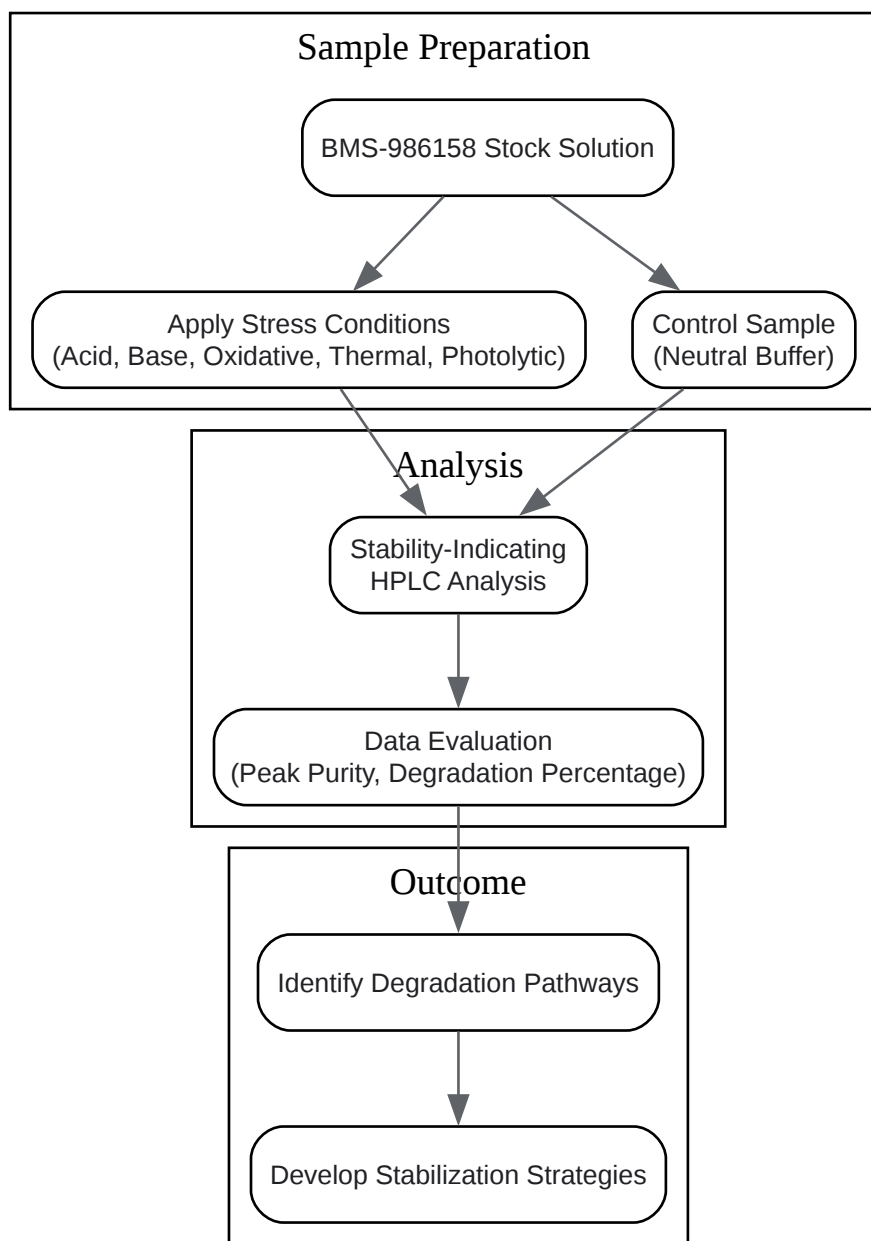 Sample Preparation
BMS-986158 Stock Solution
Apply Stress Conditions
(Acid, Base, Oxidative, Thermal, Photolytic)
Control Sample
(Neutral Buffer)
Analysis
Stability-Indicating
HPLC Analysis
Data Evaluation
(Peak Purity, Degradation Percentage)
Outcome
Identify Degradation Pathways
Develop Stabilization Strategies